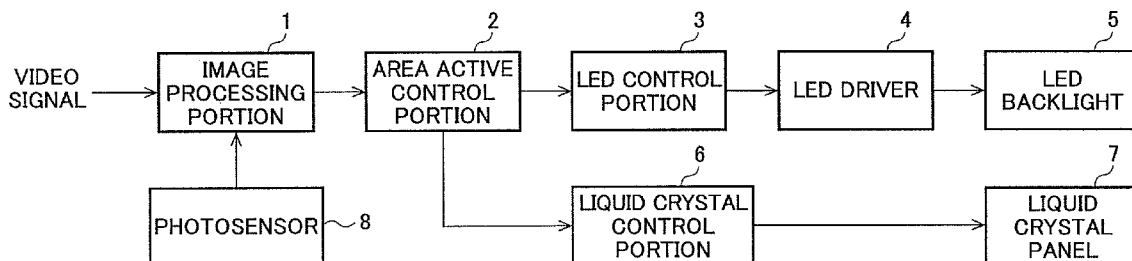 1
2
3
4
5
VIDEO
SIGNAL
IMAGE
PROCESSING
PORTION
AREA ACTIVE
CONTROL
PORTION
LED CONTROL
PORTION
LED DRIVER
LED
BACKLIGHT
6
7
PHOTOSENSOR
8
LIQUID CRYSTAL
CONTROL
PORTION
LIQUID
CRYSTAL
PANEL